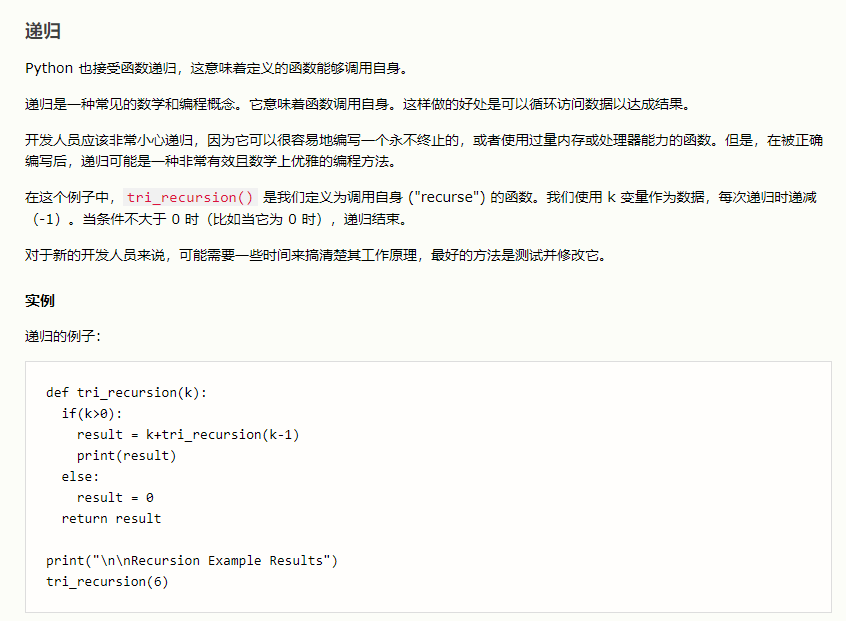 递归
Python 也接受函数递归，这意味着定义的函数能够调用自身。
递归是一种常见的数学和编程概念。它意味着函数调用自身。这样做的好处是可以循环访问数据以达成结果。
开发人员应该非常小心递归，因为它可以很容易地编写一个永不终止的，或者使用过量内存或处理器能力的函数。但是，在被正确
编写后，递归可能是一种非常有效且数学上优雅的编程方法。
在这个例子中，tri_recursion() 是我们定义为调用自身 ("recurse") 的函数。我们使用 k 变量作为数据，每次递归时递减
（-1）。当条件不大于 0 时（比如当它为 0 时），递归结束。
对于新的开发人员来说，可能需要一些时间来搞清楚其工作原理，最好的方法是测试并修改它。
实例
递归的例子：
def tri_recursion(k):
  if(k>0):
    result = k+tri_recursion(k-1)
    print(result)
  else:
    result = 0
  return result
print("\n\nRecursion Example Results")
tri_recursion(6)